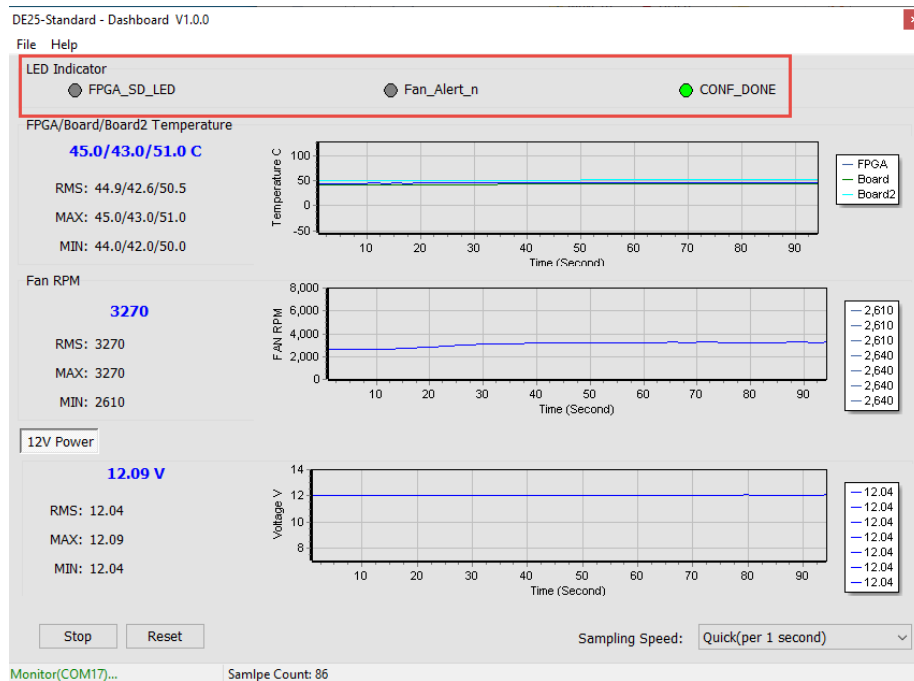 DE25-Standard - Dashboard V1.0.0
File Help
LED Indicator
FPGA_SD_LED Fan_Alert_n CONF_DONE
FPGA/Board/Board2 Temperature
45.0/43.0/51.0 C
RMS: 44.9/42.6/50.5
MAX: 45.0/43.0/51.0
MIN: 44.0/42.0/50.0
Temperature C
100
50
0
-50
10 20 30 40 50 60 70 80 90
Time (Second)
FPGA
Board
Board2
Fan RPM
3270
RMS: 3270
MAX: 3270
MIN: 2610
FAN RPM
8,000
6,000
4,000
2,000
0
10 20 30 40 50 60 70 80 90
Time (Second)
2,610
2,610
2,610
2,640
2,640
2,640
2,640
12V Power
12.09 V
RMS: 12.04
MAX: 12.09
MIN: 12.04
Voltage V
14
12
10
8
10 20 30 40 50 60 70 80 90
Time (Second)
12.04
12.04
12.04
12.04
12.04
12.04
12.04
Stop Reset Sampling Speed: Quick(per 1 second)
Monitor(COM17)... Samlpe Count: 86